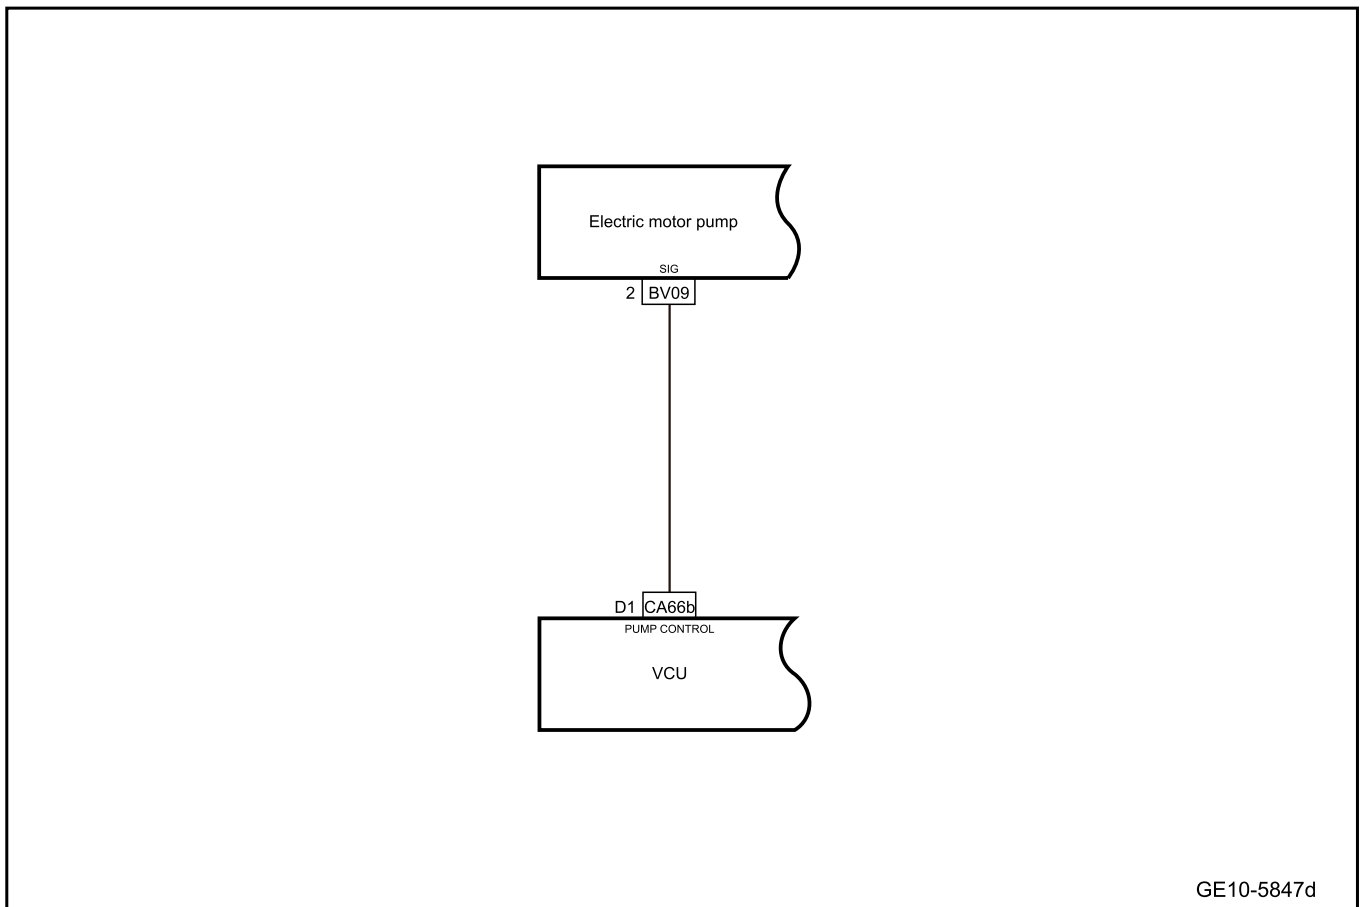 Electric motor pump
SIG
2 BV09
D1 CA66b
PUMP CONTROL
VCU
GE10-5847d